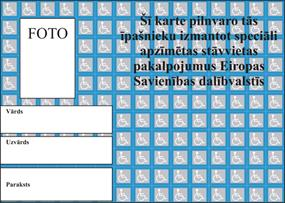 FOTO
Šī karte pilnvaro tās
īpašnieku izmantot speciāli
apzīmētas stāvvietas
pakalpojumus Eiropas
Savienības dalībvalstīs
Vārds
Uzvārds
Paraksts